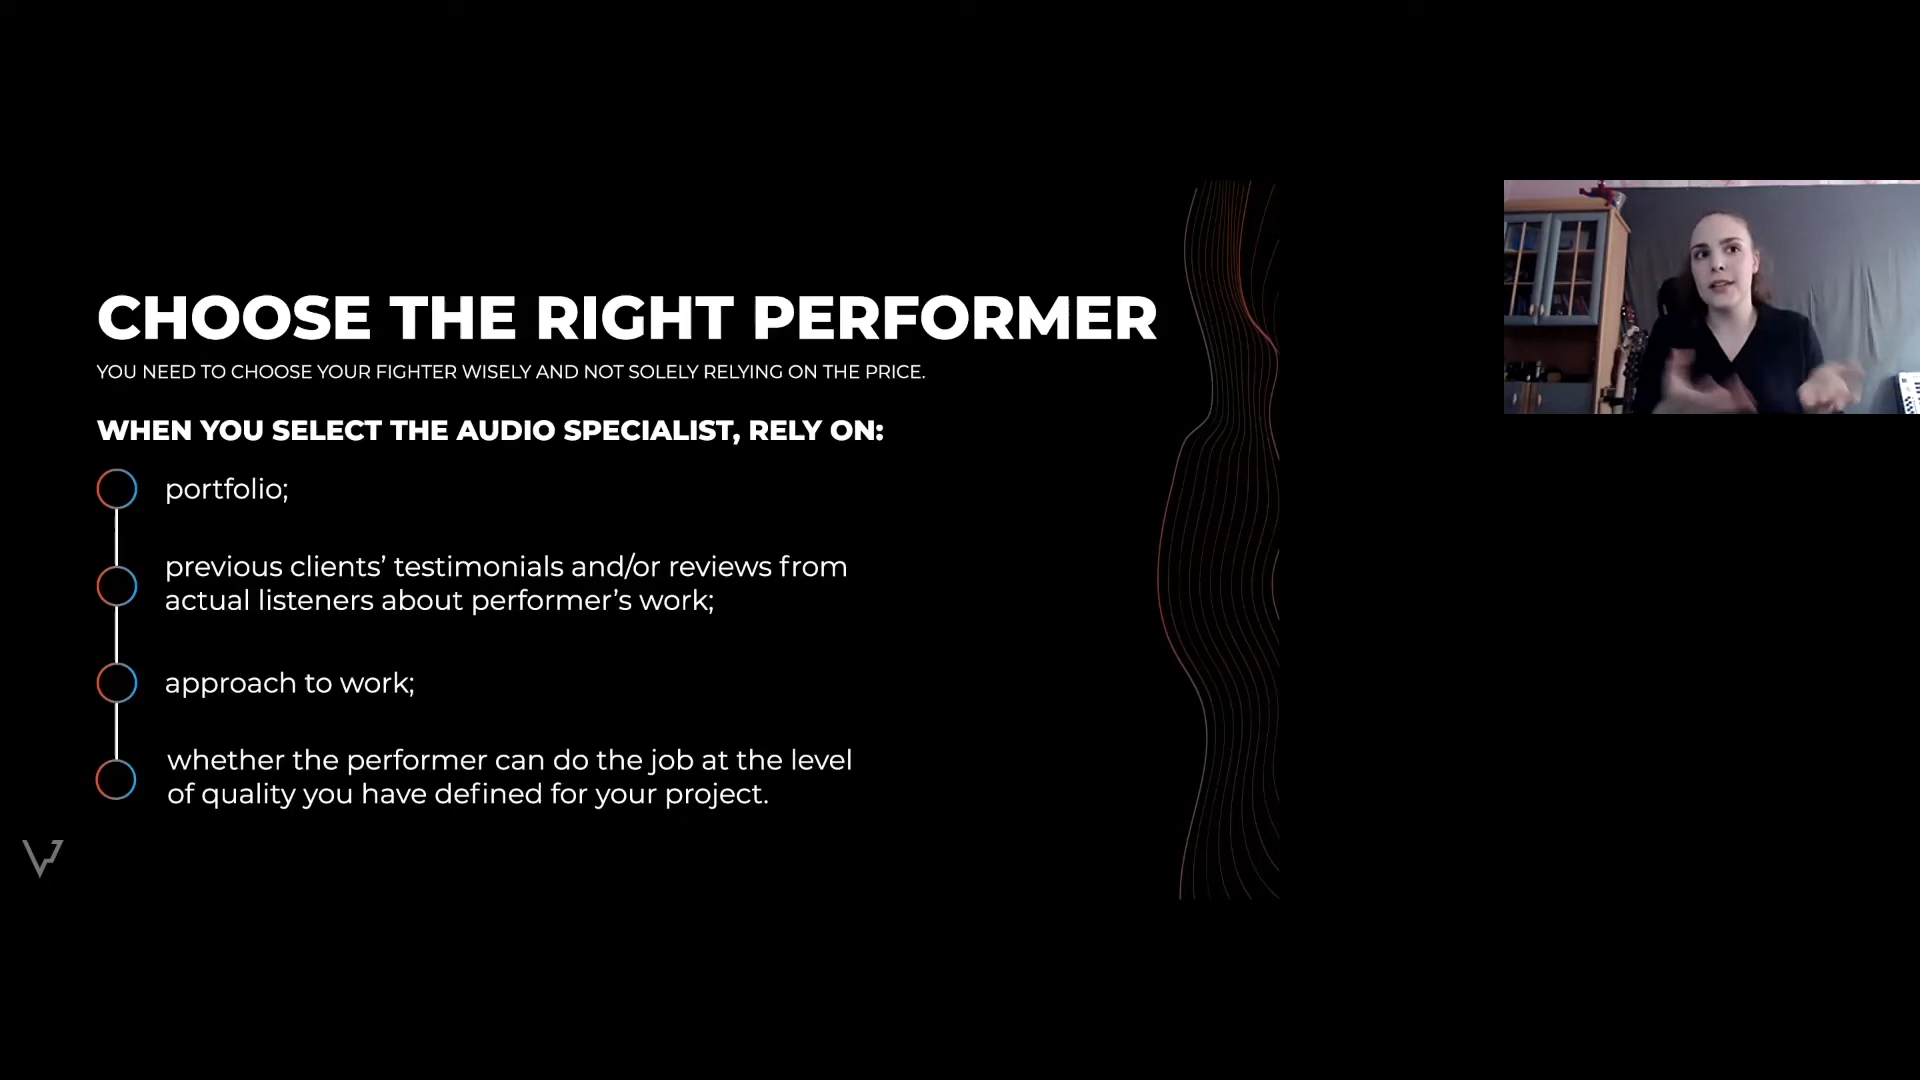 CHOOSE THE RIGHT PERFORMER
YOU NEED TO CHOOSE YOUR FIGHTER WISELY AND NOT SOLELY RELYING ON THE PRICE.
WHEN YOU SELECT THE AUDIO SPECIALIST, RELY ON:
portfolio;
previous clients’ testimonials and/or reviews from
actual listeners about performer’s work;
approach to work;
whether the performer can do the job at the level
of quality you have defined for your project.